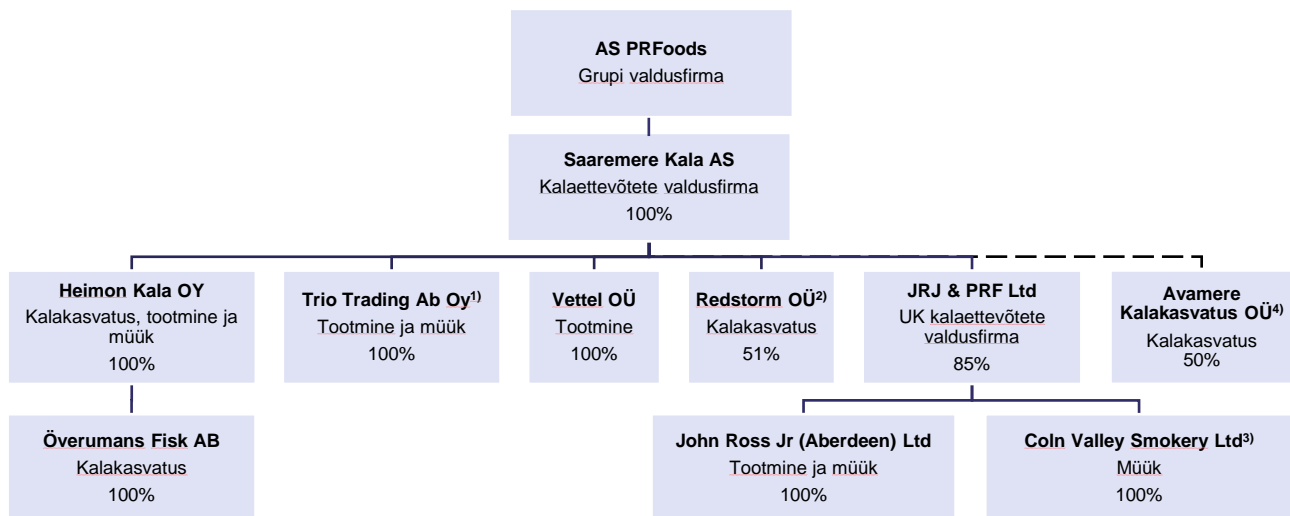 AS PRFoods
Grupi valdusfirma
Saaremere Kala AS
Kalaettevõtete valdusfirma
100%
Heimon Kala OY
Kalakasvatus, tootmine ja
müük
100%
Trio Trading Ab Oy¹⁾
Tootmine ja müük
100%
Vettel OÜ
Tootmine
100%
Redstorm OÜ²⁾
Kalakasvatus
51%
JRJ & PRF Ltd
UK kalaettevõtete
valdusfirma
85%
Avamere
Kalakasvatus OÜ⁴⁾
Kalakasvatus
50%
Överumans Fisk AB
Kalakasvatus
100%
John Ross Jr (Aberdeen) Ltd
Tootmine ja müük
100%
Coln Valley Smokery Ltd³⁾
Müük
100%